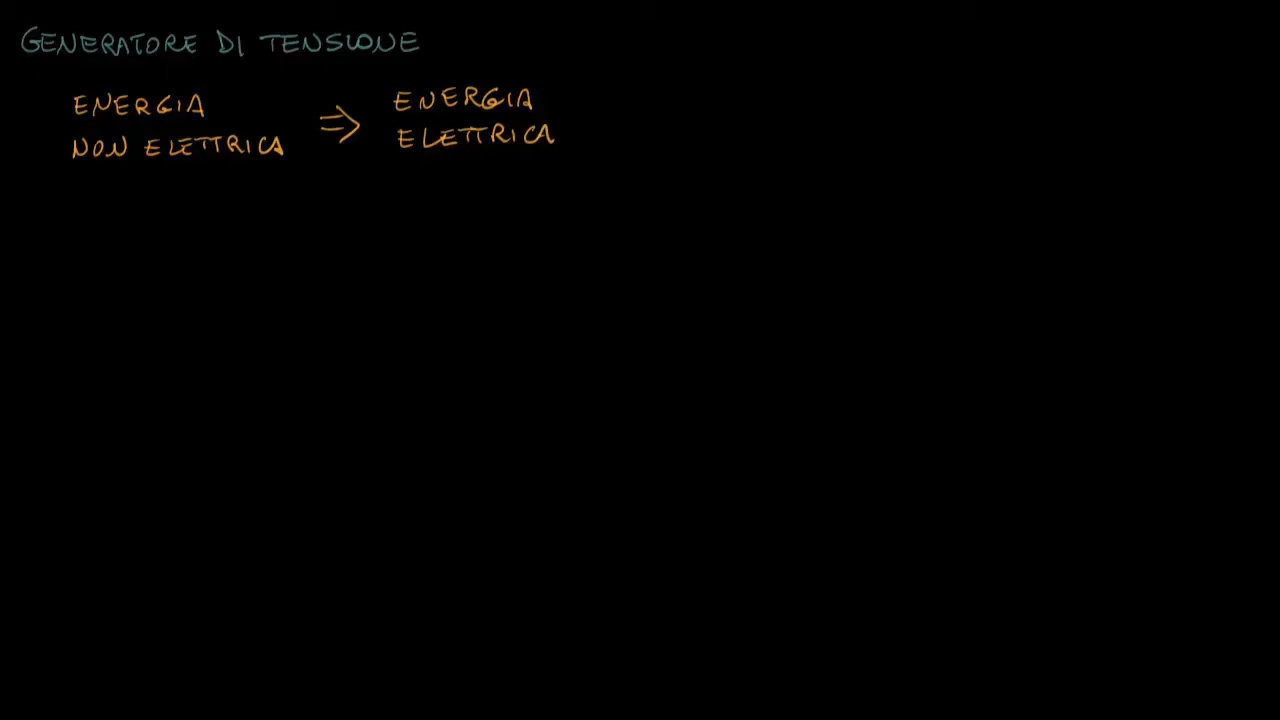 GENERATORE DI TENSIONE
ENERGIA
NON ELETTRICA
⇒
ENERGIA
ELETTRICA